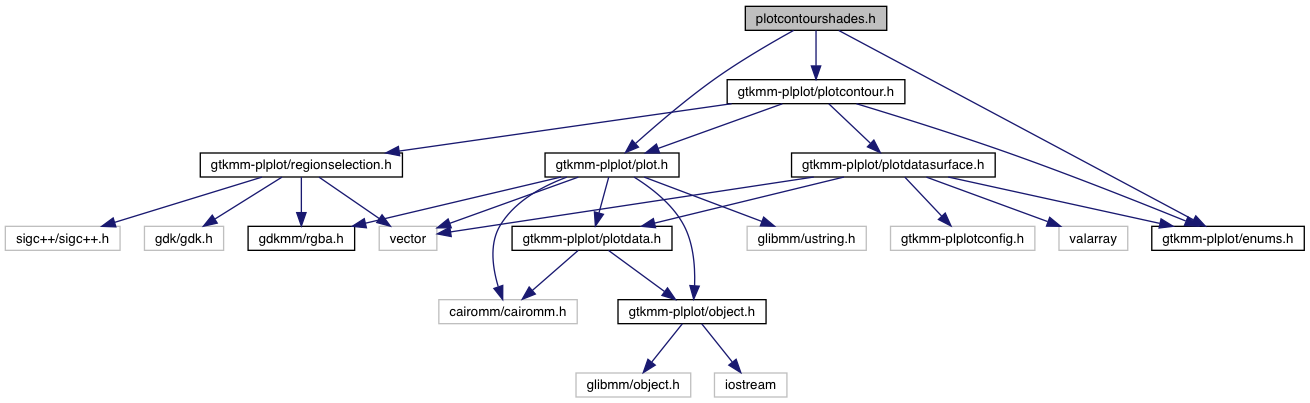 plotcontourshades.h
gtkmm-plplot/plotcontour.h
gtkmm-plplot/regionselection.h
gtkmm-plplot/plot.h
gtkmm-plplot/plotdatasurface.h
sigc++/sigc++.h
gdk/gdk.h
gdkmm/rgba.h
vector
gtkmm-plplot/plotdata.h
glibmm/ustring.h
gtkmm-plplotconfig.h
valarray
gtkmm-plplot/enums.h
cairomm/cairomm.h
gtkmm-plplot/object.h
glibmm/object.h
iostream